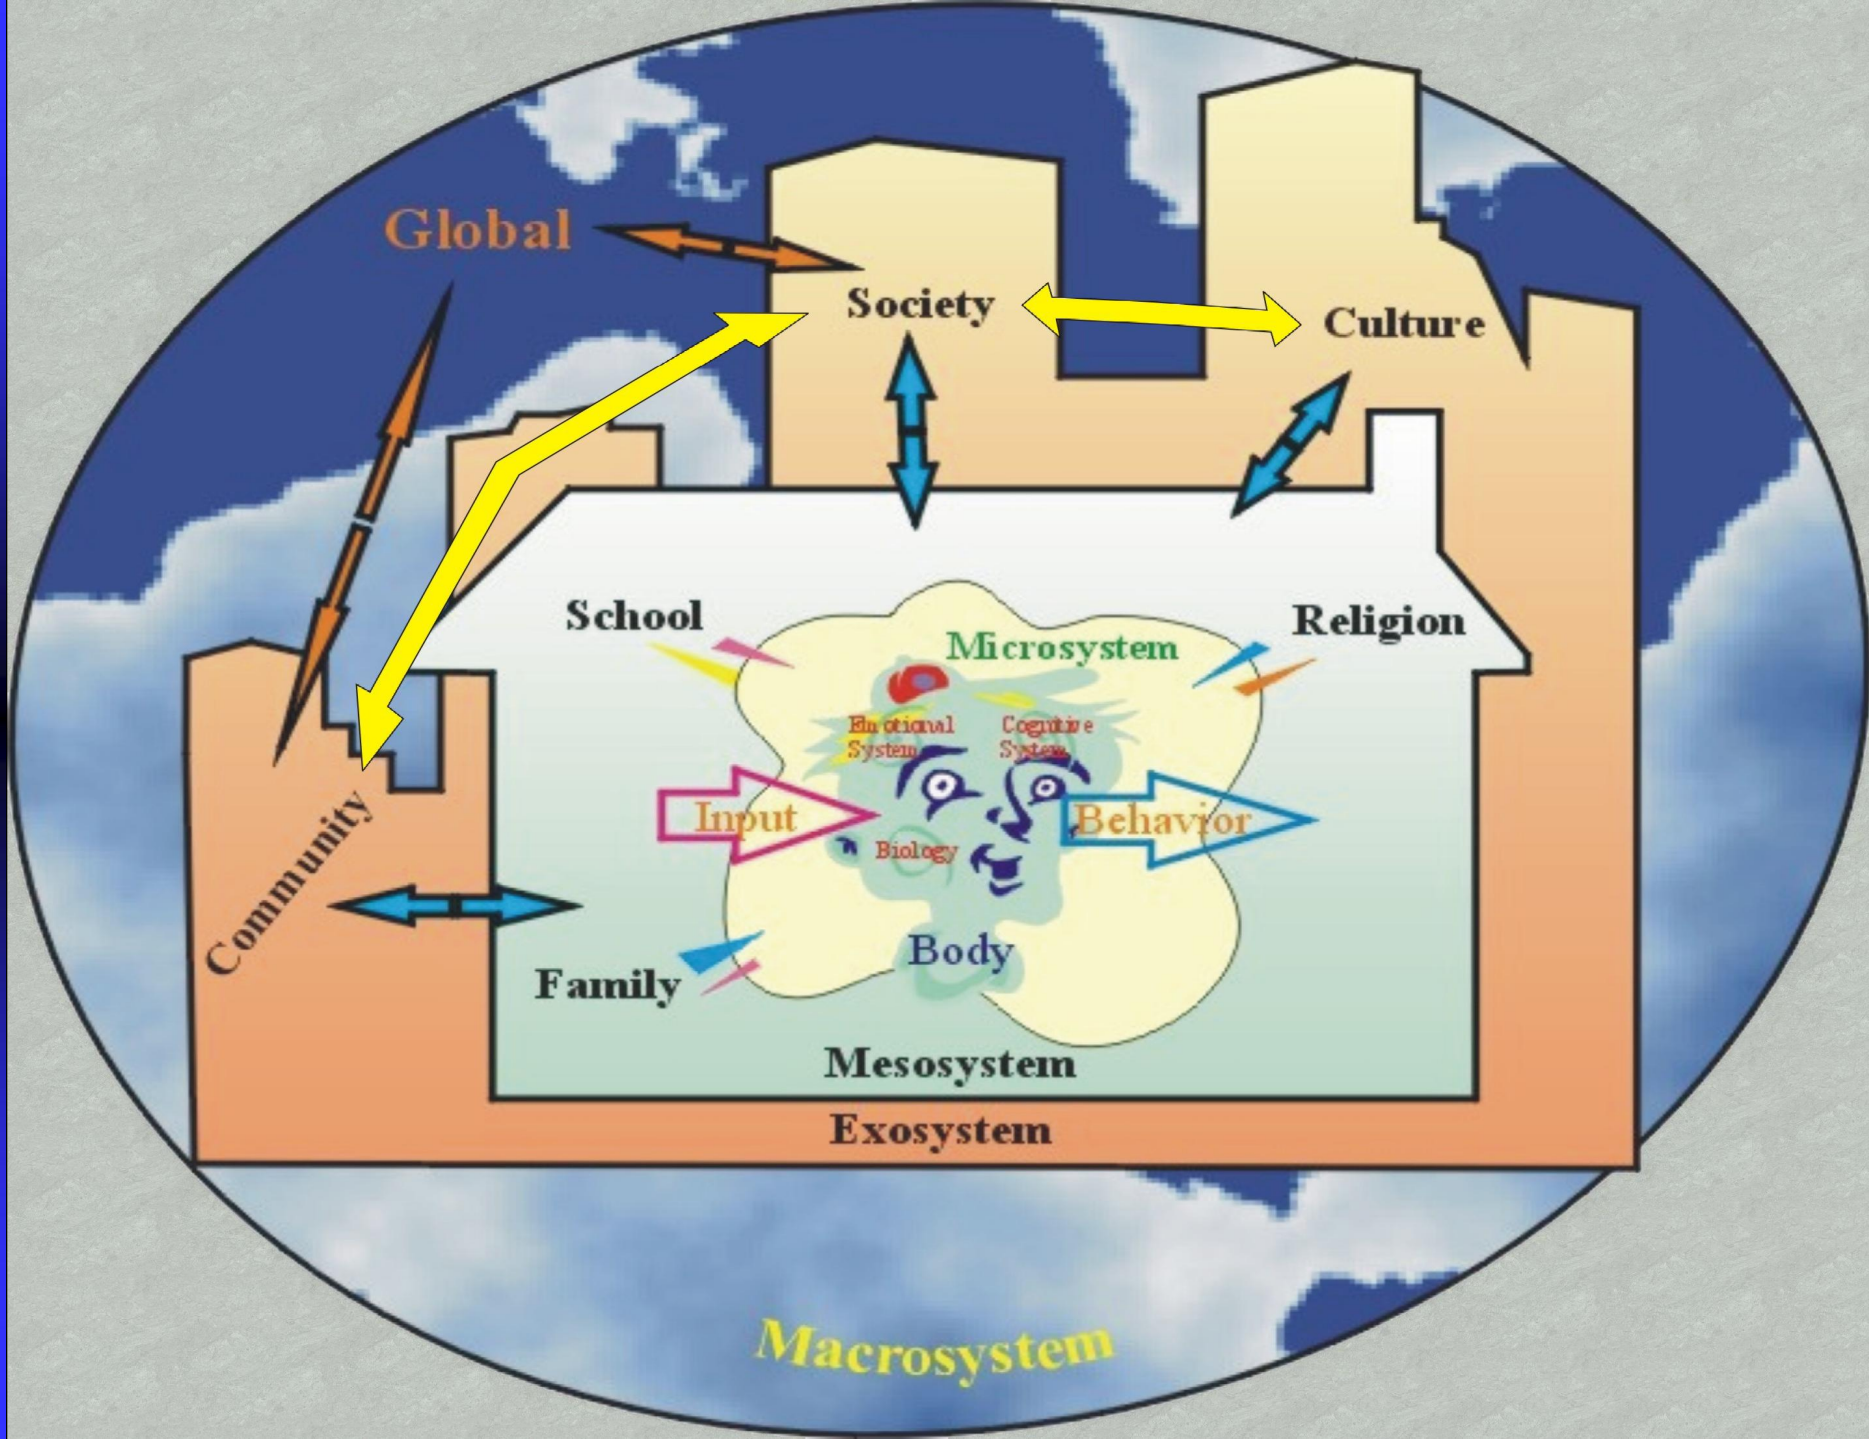 Global
Society
Culture
School
Religion
Microsystem
Emotional
System
Cognitive
System
Input
Behavior
Biology
Community
Body
Family
Mesosystem
Exosystem
Macrosystem